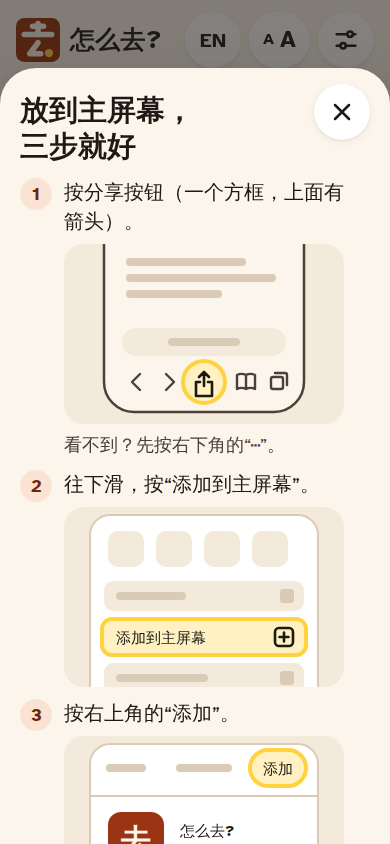 去
怎么去?
EN
A A
放到主屏幕，
三步就好
1
按分享按钮（一个方框，上面有
箭头）。
看不到？先按右下角的“···”。
2
往下滑，按“添加到主屏幕”。
添加到主屏幕
3
按右上角的“添加”。
添加
去
怎么去?